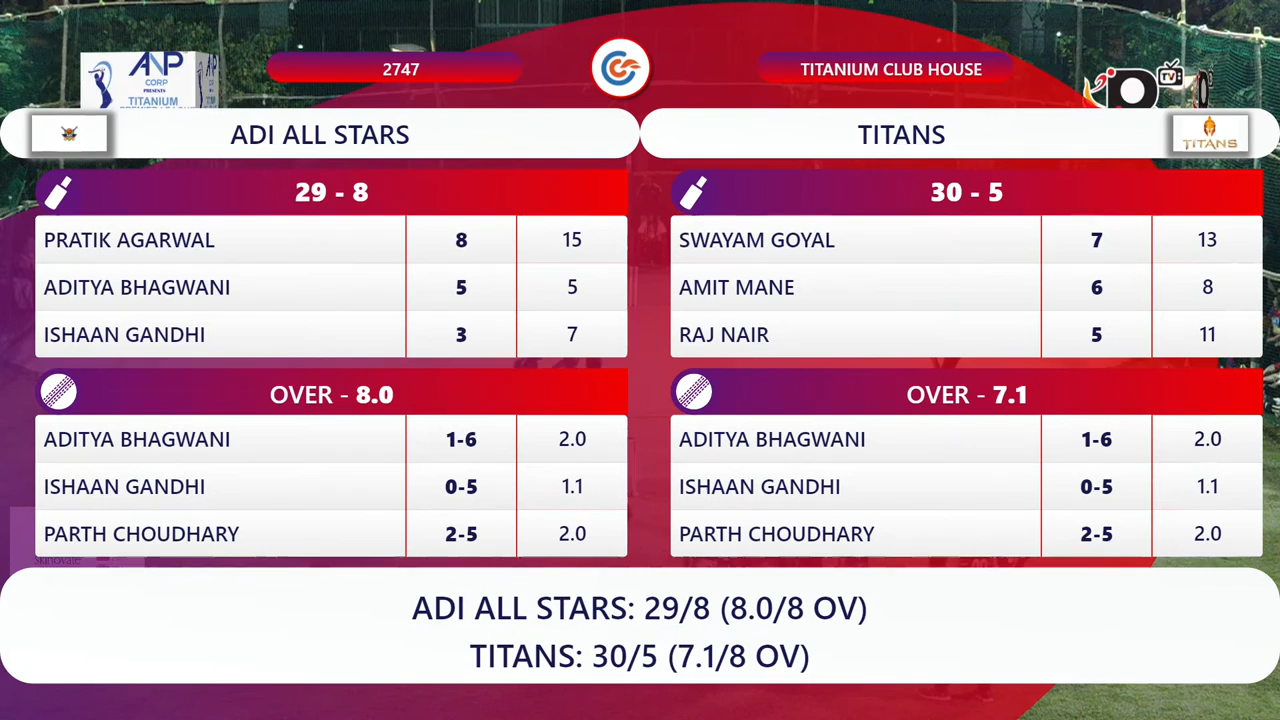 2747
TITANIUM CLUB HOUSE
ANP
CORP
PRESENTS
TITANIUM
TV
ADI ALL STARS
TITANS
TITANS
29 - 8
PRATIK AGARWAL 8 15
ADITYA BHAGWANI 5 5
ISHAAN GANDHI 3 7
30 - 5
SWAYAM GOYAL 7 13
AMIT MANE 6 8
RAJ NAIR 5 11
OVER - 8.0
ADITYA BHAGWANI 1-6 2.0
ISHAAN GANDHI 0-5 1.1
PARTH CHOUDHARY 2-5 2.0
OVER - 7.1
ADITYA BHAGWANI 1-6 2.0
ISHAAN GANDHI 0-5 1.1
PARTH CHOUDHARY 2-5 2.0
Skinovate
ADI ALL STARS: 29/8 (8.0/8 OV)
TITANS: 30/5 (7.1/8 OV)